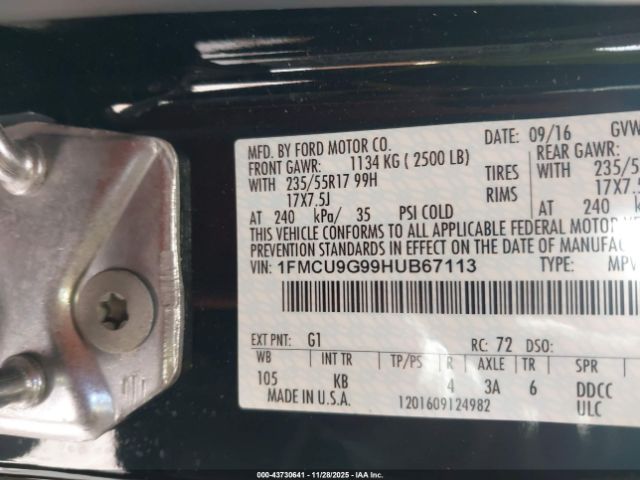 DATE: 09/16 GVW
MFD. BY FORD MOTOR CO.
FRONT GAWR: 1134 KG ( 2500 LB) REAR GAWR:
WITH 235/55R17 99H TIRES WITH 235/5
17X7.5J RIMS 17X7.5
AT 240 kPa/ 35 PSI COLD AT 240
THIS VEHICLE CONFORMS TO ALL APPLICABLE FEDERAL MOTOR
PREVENTION STANDARDS IN EFFECT ON THE DATE OF MANUFAC
VIN: 1FMCU9G99HUB67113 TYPE: MPV
EXT PNT: G1 RC: 72 DSO:
WB INT TR TP/PS R AXLE TR SPR
105 KB 4 3A 6 DDCC
MADE IN U.S.A. 1201609124982 ULC
000-43730641 - 11/28/2025 - IAAI Inc. Copyright